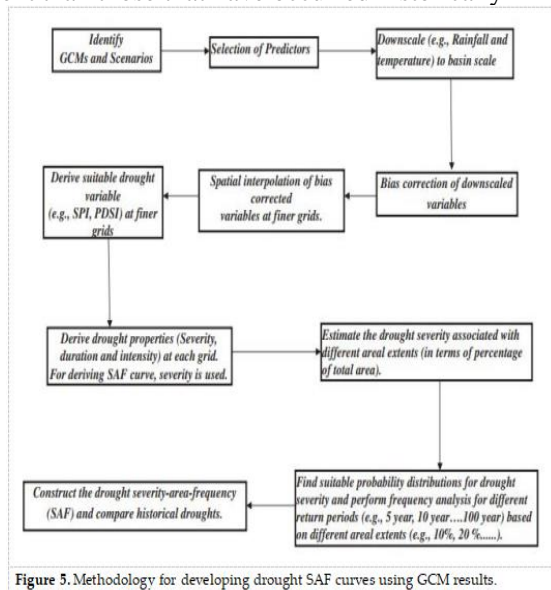 Identify
GCMs and Scenarios
Selection of Predictors
Downscale (e.g., Rainfall and
temperature) to basin scale
Bias correction of downscaled
variables
Spatial interpolation of bias
corrected
variables at finer grids.
Derive suitable drought
variable
(e.g., SPI, PDSI) at finer
grids
Derive drought properties (Severity,
duration and intensity) at each grid.
For deriving SAF curve, severity is used.
Estimate the drought severity associated with
different areal extents (in terms of percentage
of total area).
Find suitable probability distributions for drought
severity and perform frequency analysis for different
return periods (e.g., 5 year, 10 year....100 year) based
on different areal extents (e.g., 10%, 20 %......).
Construct the drought severity-area-frequency
(SAF) and compare historical droughts.
Figure 5. Methodology for developing drought SAF curves using GCM results.